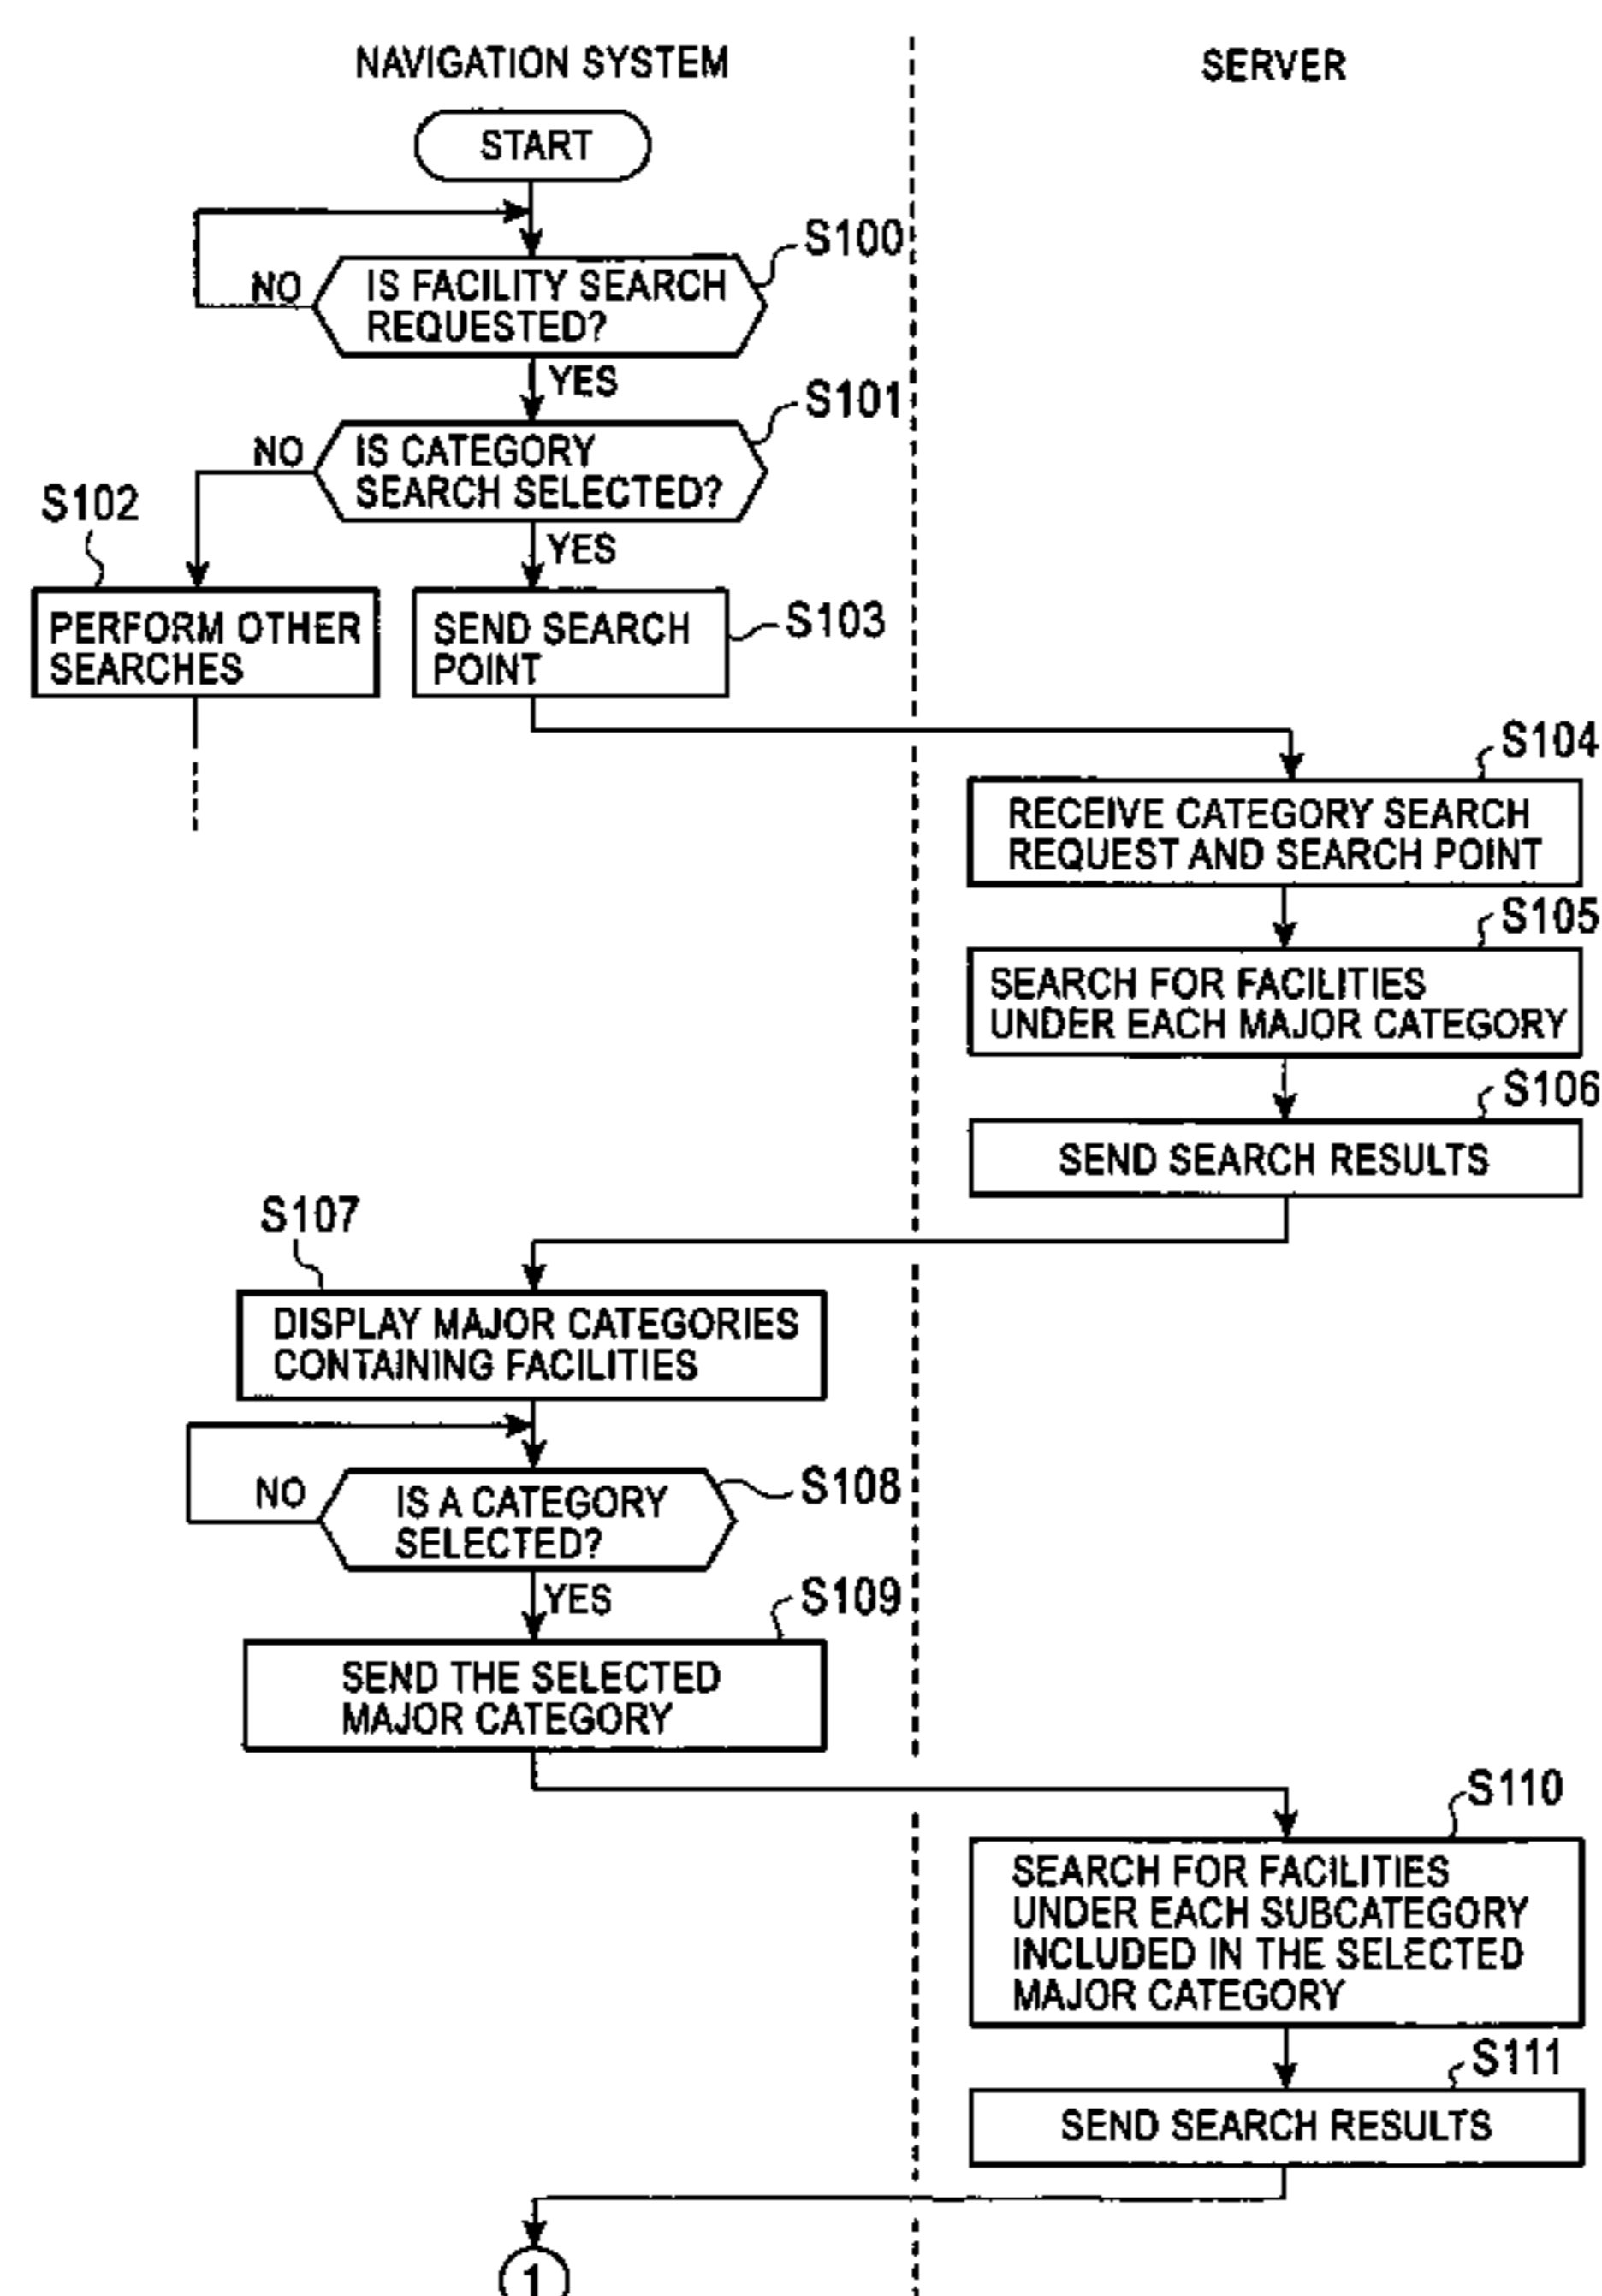 NAVIGATION SYSTEM
SERVER
START
S100
NO
IS FACILITY SEARCH
REQUESTED?
YES
S101
NO
IS CATEGORY
SEARCH SELECTED?
S102
YES
PERFORM OTHER
SEARCHES
SEND SEARCH
POINT
S103
S104
RECEIVE CATEGORY SEARCH
REQUEST AND SEARCH POINT
S105
SEARCH FOR FACILITIES
UNDER EACH MAJOR CATEGORY
S106
SEND SEARCH RESULTS
S107
DISPLAY MAJOR CATEGORIES
CONTAINING FACILITIES
NO
IS A CATEGORY
SELECTED?
S108
YES
S109
SEND THE SELECTED
MAJOR CATEGORY
S110
SEARCH FOR FACILITIES
UNDER EACH SUBCATEGORY
INCLUDED IN THE SELECTED
MAJOR CATEGORY
S111
SEND SEARCH RESULTS
1